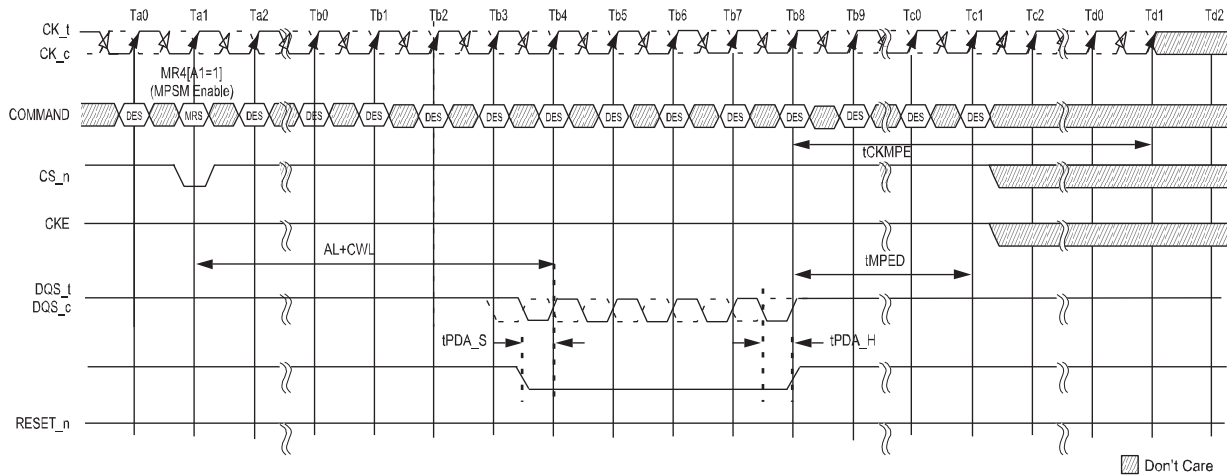 Ta0 Ta1 Ta2 Tb0 Tb1 Tb2 Tb3 Tb4 Tb5 Tb6 Tb7 Tb8 Tb9 Tc0 Tc1 Tc2 Td0 Td1 Td2
CK_t
CK_c
MR4[A1=1]
(MPSM Enable)
COMMAND DES MRS DES DES DES DES DES DES DES DES DES DES DES DES DES
tCKMPE
CS_n
CKE
AL+CWL
tMPED
DQS_t
DQS_c
tPDA_S tPDA_H
RESET_n
Don't Care